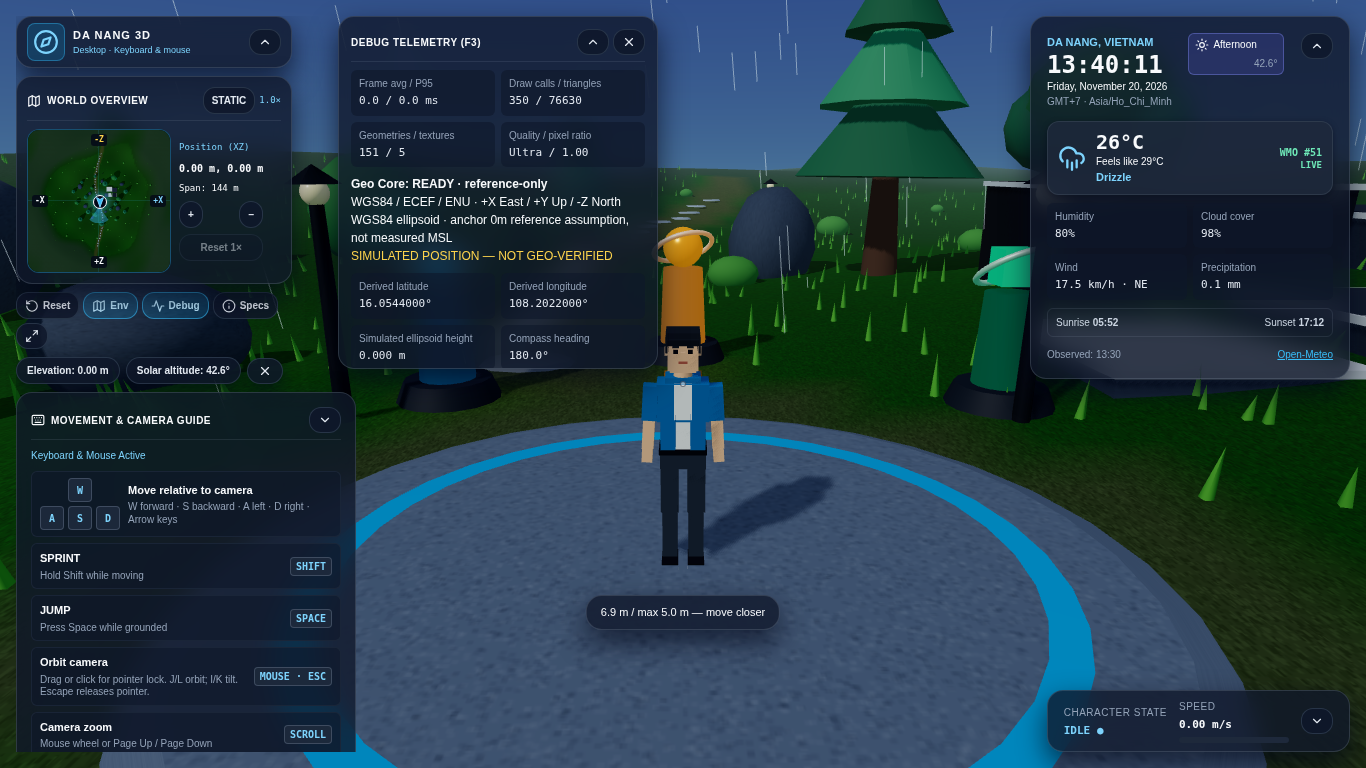 DA NANG 3D
Desktop · Keyboard & mouse
WORLD OVERVIEW
STATIC
1.0×
-Z
-X
+X
+Z
Position (XZ)
0.00 m, 0.00 m
Span: 144 m
+
−
Reset 1×
Reset
Env
Debug
Specs
Elevation: 0.00 m
Solar altitude: 42.6°
MOVEMENT & CAMERA GUIDE
Keyboard & Mouse Active
W
A S D
Move relative to camera
W forward · S backward · A left · D right ·
Arrow keys
SPRINT
Hold Shift while moving
SHIFT
JUMP
Press Space while grounded
SPACE
Orbit camera
Drag or click for pointer lock. J/L orbit; I/K tilt.
Escape releases pointer.
MOUSE · ESC
Camera zoom
Mouse wheel or Page Up / Page Down
SCROLL
DEBUG TELEMETRY (F3)
Frame avg / P95
0.0 / 0.0 ms
Draw calls / triangles
350 / 76630
Geometries / textures
151 / 5
Quality / pixel ratio
Ultra / 1.00
Geo Core: READY · reference-only
WGS84 / ECEF / ENU · +X East / +Y Up / -Z North
WGS84 ellipsoid · anchor 0m reference assumption,
not measured MSL
SIMULATED POSITION — NOT GEO-VERIFIED
Derived latitude
16.0544000°
Derived longitude
108.2022000°
Simulated ellipsoid height
0.000 m
Compass heading
180.0°
6.9 m / max 5.0 m — move closer
DA NANG, VIETNAM
13:40:11
Friday, November 20, 2026
GMT+7 · Asia/Ho_Chi_Minh
Afternoon
42.6°
26°C
Feels like 29°C
Drizzle
WMO #51
LIVE
Humidity
80%
Cloud cover
98%
Wind
17.5 km/h · NE
Precipitation
0.1 mm
Sunrise 05:52
Sunset 17:12
Observed: 13:30
Open-Meteo
CHARACTER STATE
IDLE
SPEED
0.00 m/s